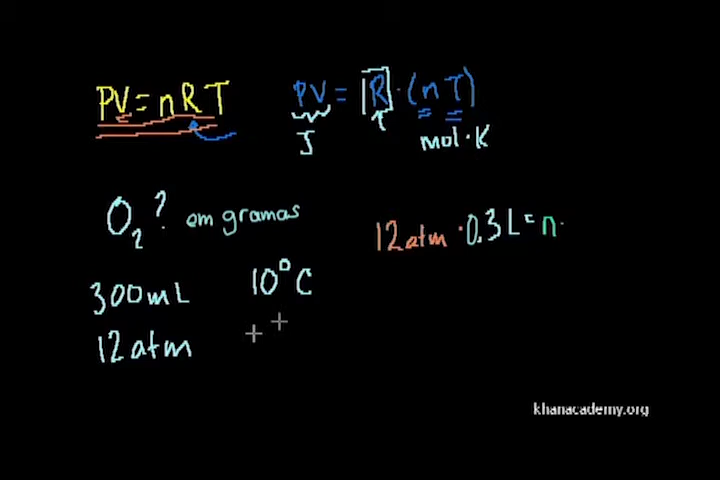 PV = nRT
PV = R · (nT)
J
mol · K
O₂? em gramas
12 atm · 0.3 L = n ·
300 mL
10°C
12 atm
khanacademy.org